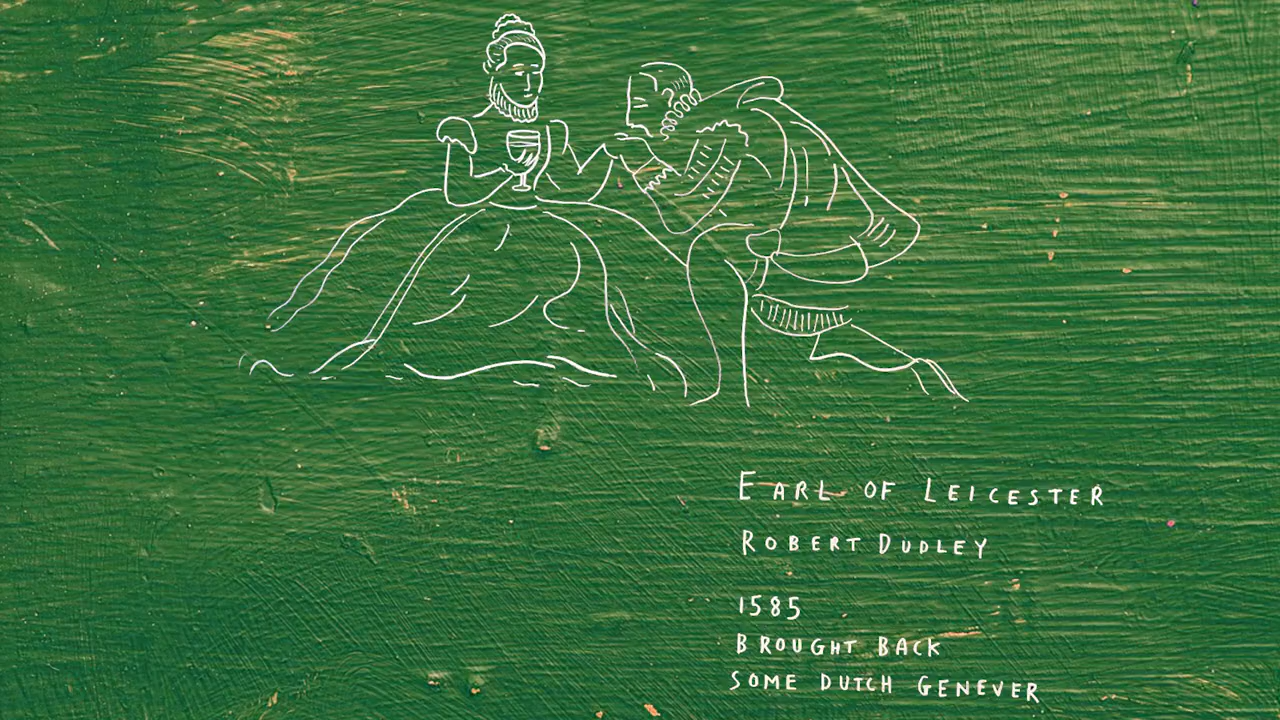 EARL OF LEICESTER
ROBERT DUDLEY
1585
BROUGHT BACK
SOME DUTCH GENEVER